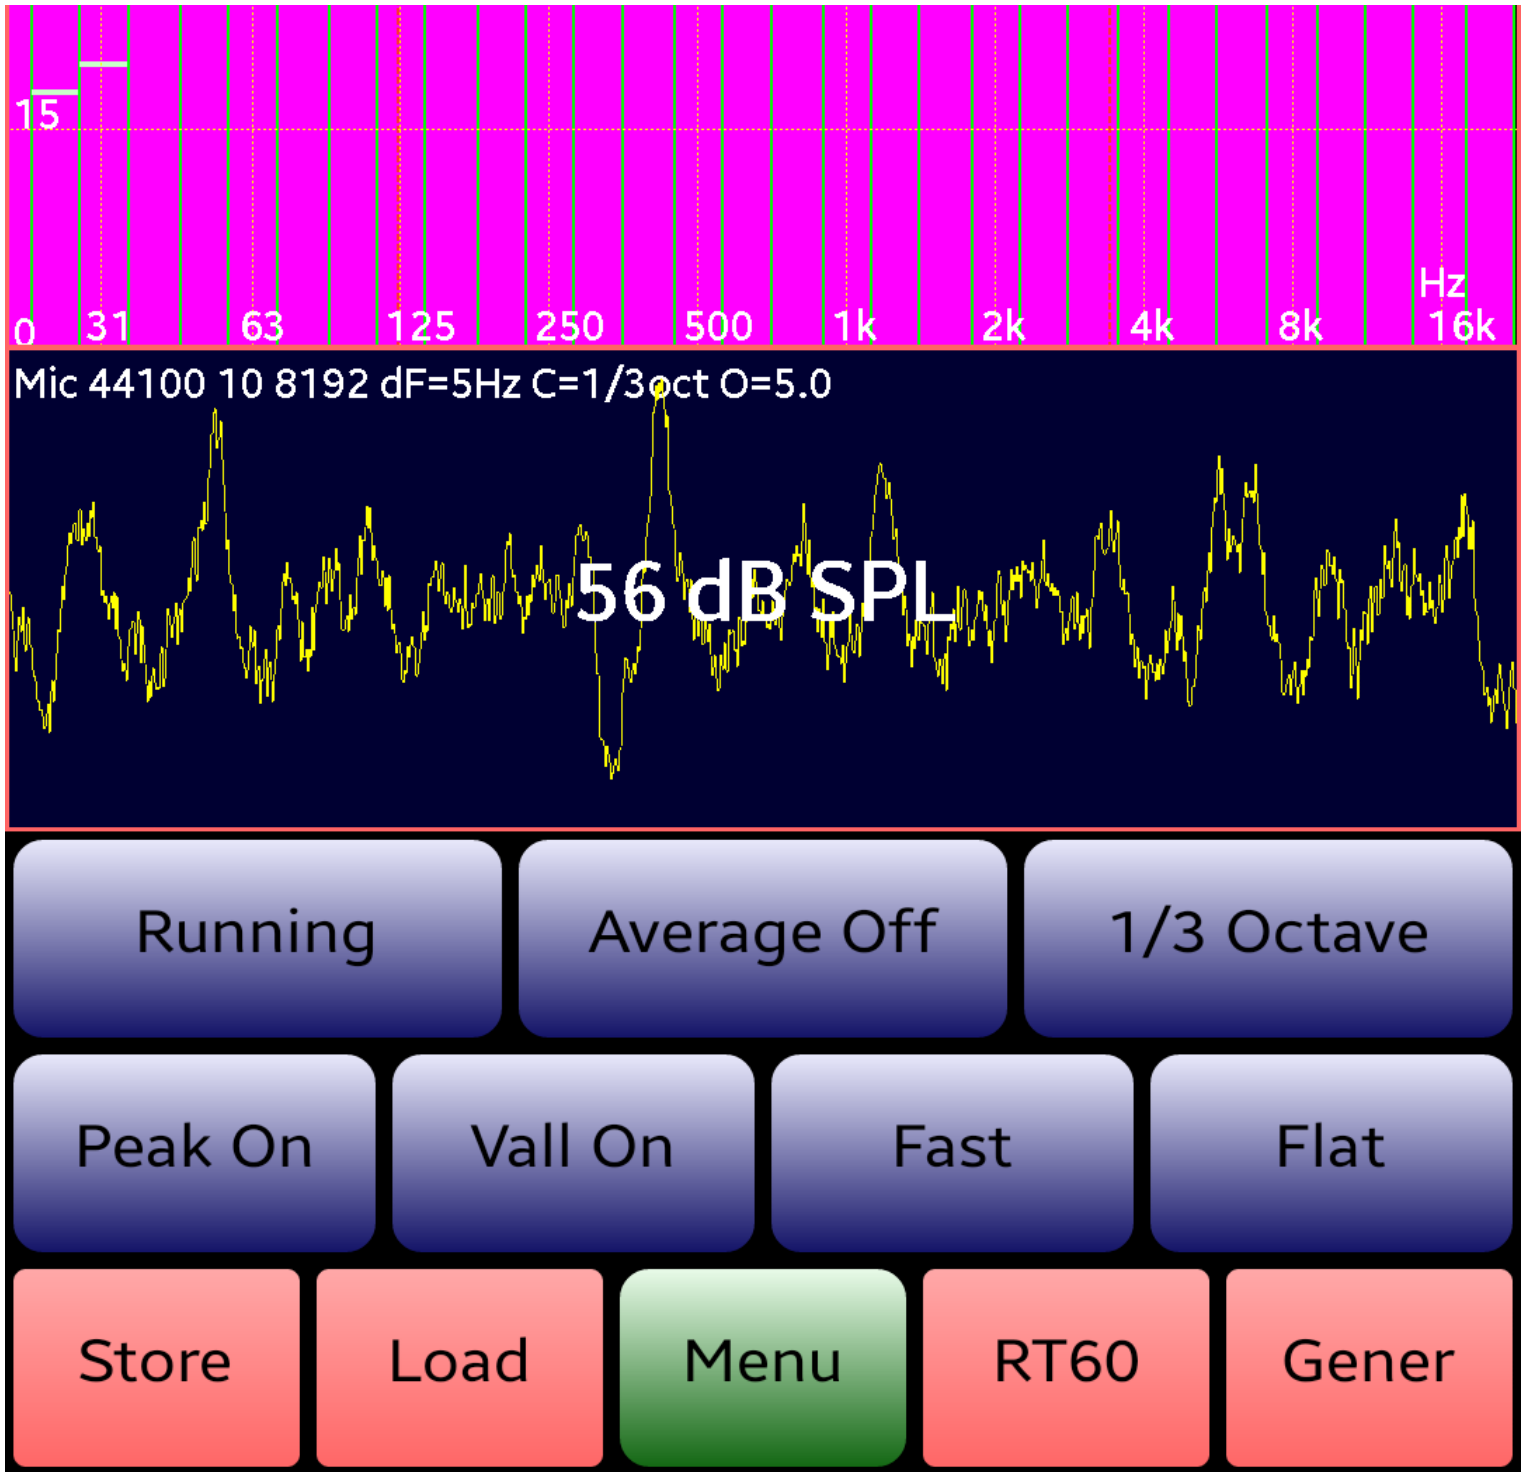 15
Hz
0 31 63 125 250 500 1k 2k 4k 8k 16k
Mic 44100 10 8192 dF=5Hz C=1/3oct O=5.0
56 dB SPL
Running Average Off 1/3 Octave
Peak On Vall On Fast Flat
Store Load Menu RT60 Gener